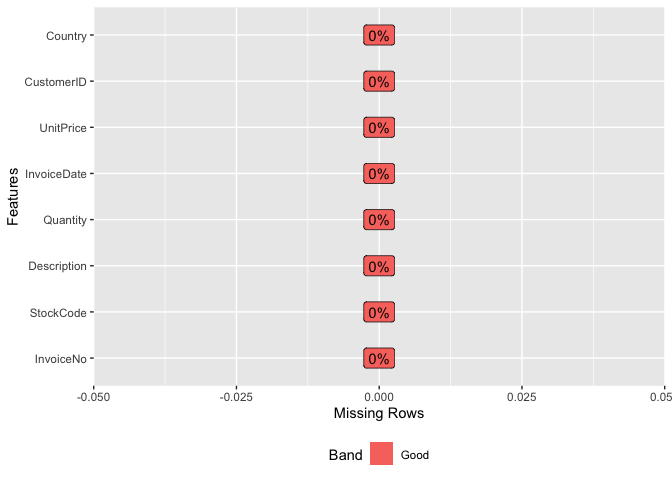 Country 0%
CustomerID 0%
UnitPrice 0%
InvoiceDate 0%
Quantity 0%
Description 0%
StockCode 0%
InvoiceNo 0%
Features
-0.050 -0.025 0.000 0.025 0.05
Missing Rows
Band Good